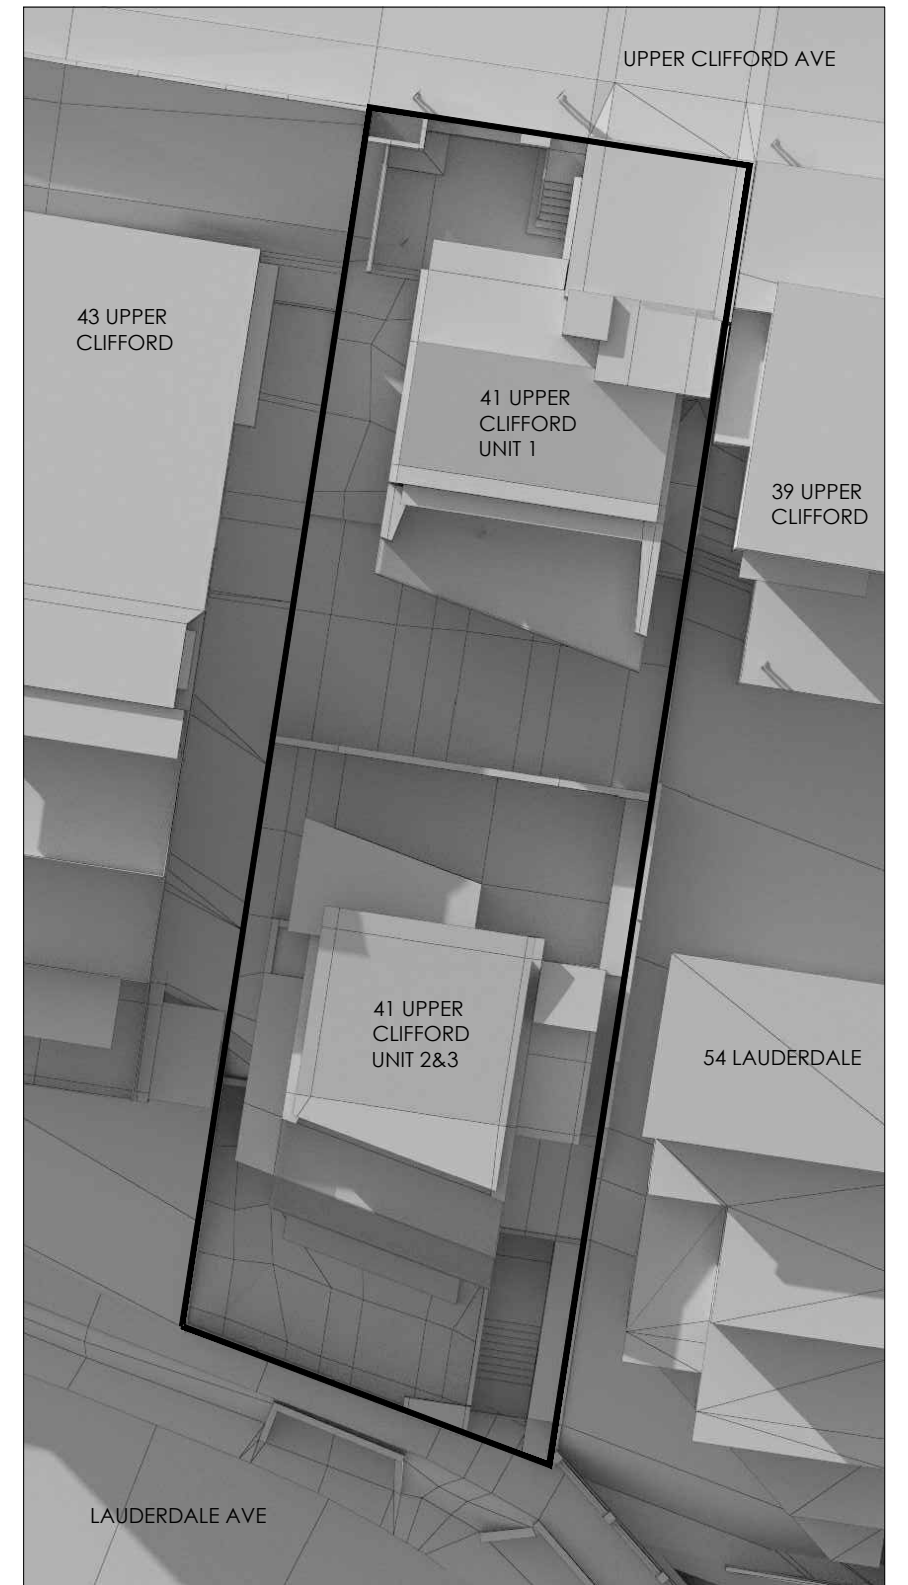 UPPER CLIFFORD AVE
43 UPPER
CLIFFORD
41 UPPER
CLIFFORD
UNIT 1
39 UPPER
CLIFFORD
41 UPPER
CLIFFORD
UNIT 2&3
54 LAUDERDALE
LAUDERDALE AVE